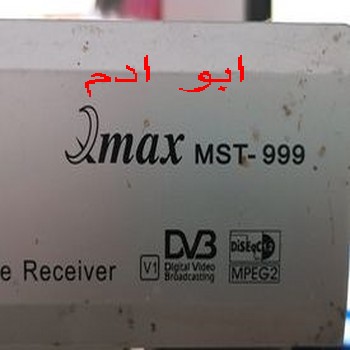 ابو ادم
Qmax MST-999
e Receiver V1 DVB Digital Video Broadcasting DiSEqC MPEG2